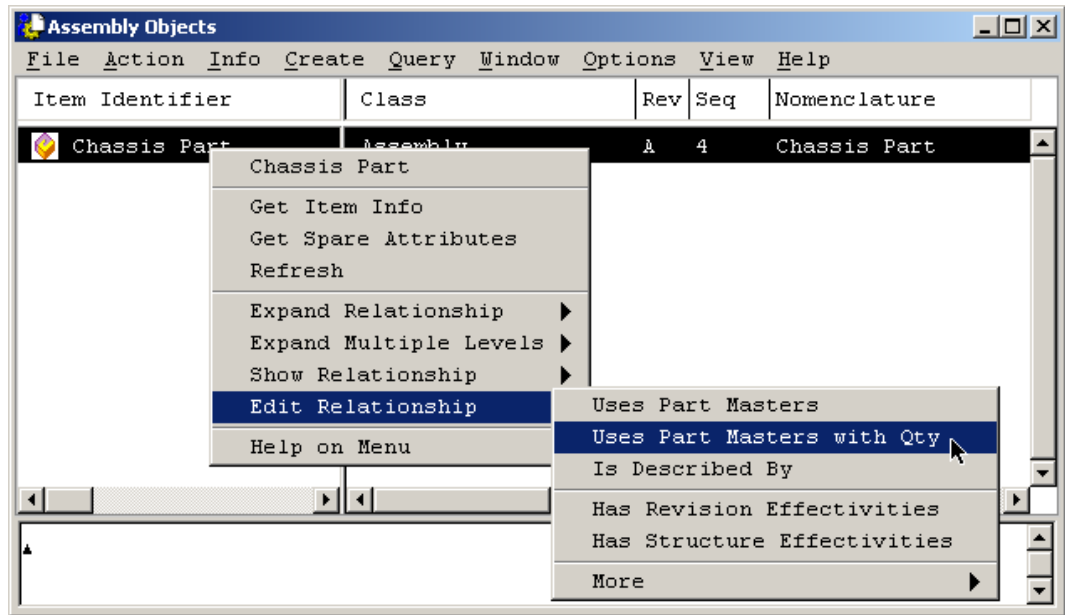 Assembly Objects
File Action Info Create Query Window Options View Help
Item Identifier Class Rev Seq Nomenclature
Chassis Part Assembly A 4 Chassis Part
Chassis Part
Get Item Info
Get Spare Attributes
Refresh
Expand Relationship
Expand Multiple Levels
Show Relationship
Edit Relationship
Help on Menu
Uses Part Masters
Uses Part Masters with Qty
Is Described By
Has Revision Effectivities
Has Structure Effectivities
More